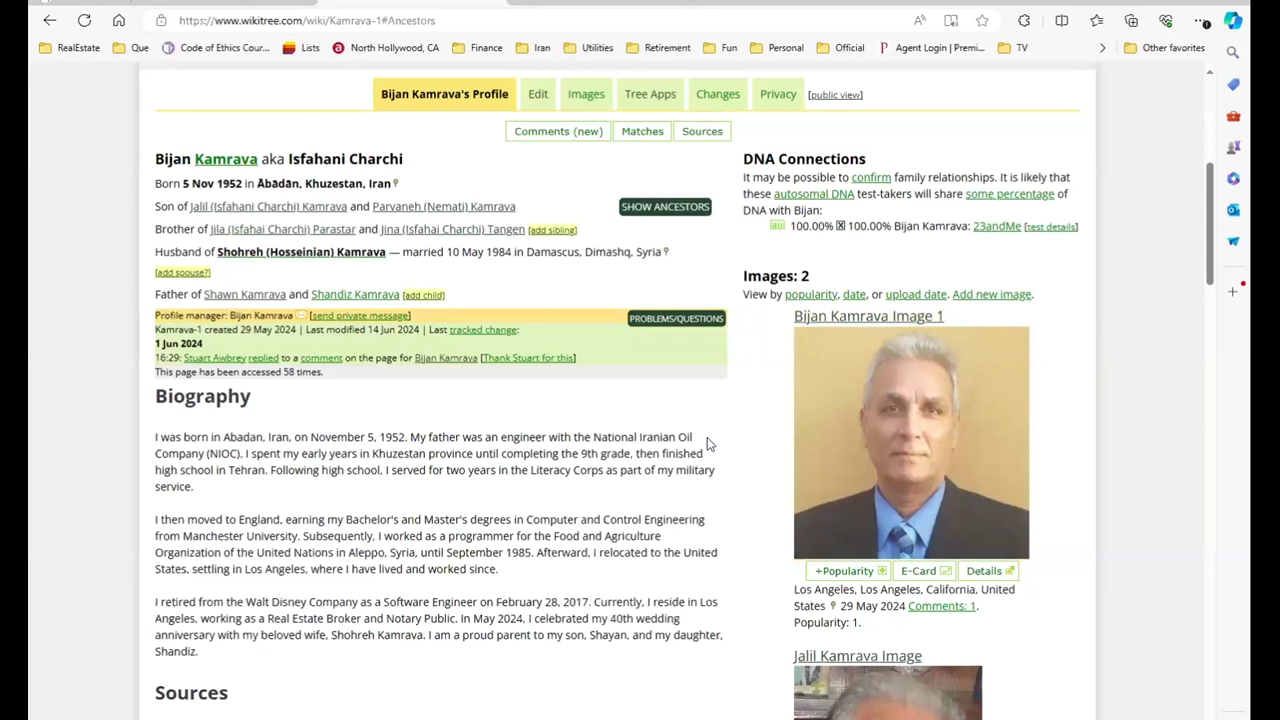 https://www.wikitree.com/wiki/Kamrava-1#Ancestors
RealEstate Que Code of Ethics Cour... Lists North Hollywood, CA Finance Iran Utilities Retirement Fun Personal Official Agent Login | Premi... TV Other favorites
Bijan Kamrava's Profile Edit Images Tree Apps Changes Privacy [public view]
Comments (new) Matches Sources
Bijan Kamrava aka Isfahani Charchi
Born 5 Nov 1952 in Ābādān, Khuzestan, Iran
Son of Jalil (Isfahani Charchi) Kamrava and Parvaneh (Nemati) Kamrava
SHOW ANCESTORS
Brother of Jila (Isfahai Charchi) Parastar and Jina (Isfahai Charchi) Tangen [add sibling]
Husband of Shohreh (Hosseinian) Kamrava — married 10 May 1984 in Damascus, Dimashq, Syria
[add spouse?]
Father of Shawn Kamrava and Shandiz Kamrava [add child]
Profile manager: Bijan Kamrava [send private message]
PROBLEMS/QUESTIONS
Kamrava-1 created 29 May 2024 | Last modified 14 Jun 2024 | Last tracked change:
1 Jun 2024
16:29: Stuart Awbrey replied to a comment on the page for Bijan Kamrava [Thank Stuart for this]
This page has been accessed 58 times.
Biography
I was born in Abadan, Iran, on November 5, 1952. My father was an engineer with the National Iranian Oil
Company (NIOC). I spent my early years in Khuzestan province until completing the 9th grade, then finished
high school in Tehran. Following high school, I served for two years in the Literacy Corps as part of my military
service.
I then moved to England, earning my Bachelor's and Master's degrees in Computer and Control Engineering
from Manchester University. Subsequently, I worked as a programmer for the Food and Agriculture
Organization of the United Nations in Aleppo, Syria, until September 1985. Afterward, I relocated to the United
States, settling in Los Angeles, where I have lived and worked since.
I retired from the Walt Disney Company as a Software Engineer on February 28, 2017. Currently, I reside in Los
Angeles, working as a Real Estate Broker and Notary Public. In May 2024, I celebrated my 40th wedding
anniversary with my beloved wife, Shohreh Kamrava. I am a proud parent to my son, Shayan, and my daughter,
Shandiz.
Sources
DNA Connections
It may be possible to confirm family relationships. It is likely that
these autosomal DNA test-takers will share some percentage of
DNA with Bijan:
au 100.00% X 100.00% Bijan Kamrava: 23andMe [test details]
Images: 2
View by popularity, date, or upload date. Add new image.
Bijan Kamrava Image 1
+Popularity E-Card Details
Los Angeles, Los Angeles, California, United
States 29 May 2024 Comments: 1.
Popularity: 1.
Jalil Kamrava Image